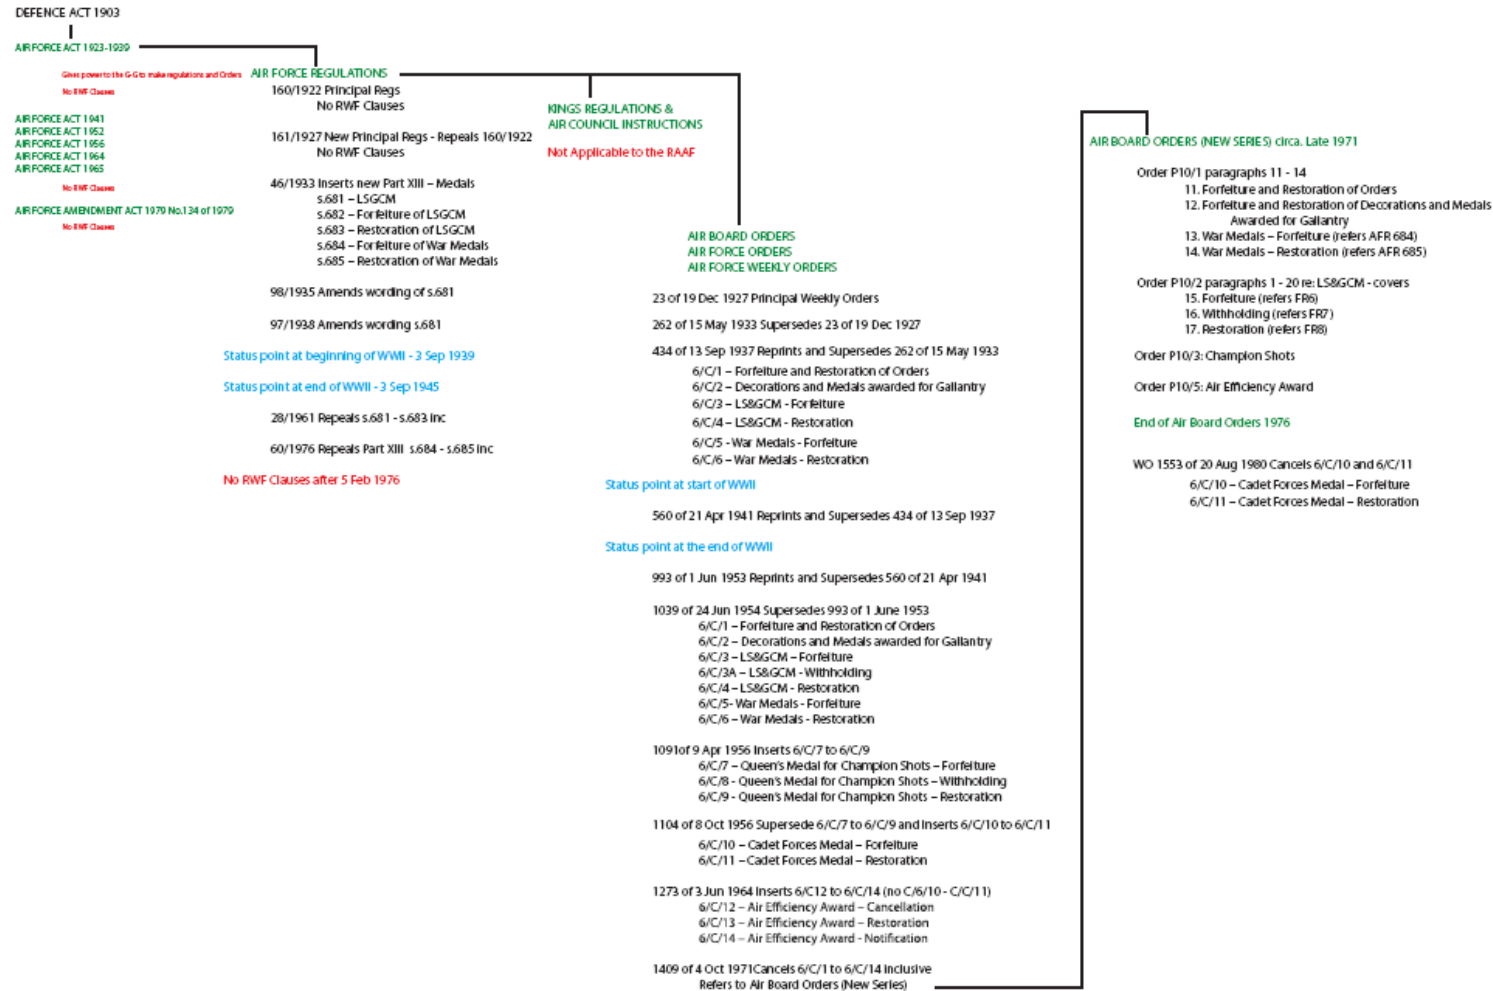 DEFENCE ACT 1903
AIR FORCE ACT 1923-1939
Gives power to the G-G to make regulations and Orders
No RWF Clauses
AIR FORCE ACT 1941
AIR FORCE ACT 1952
AIR FORCE ACT 1956
AIR FORCE ACT 1964
AIR FORCE ACT 1965
No RWF Clauses
AIR FORCE AMENDMENT ACT 1979 No.134 of 1979
No RWF Clauses
AIR FORCE REGULATIONS
160/1922 Principal Regs
No RWF Clauses
161/1927 New Principal Regs - Repeals 160/1922
No RWF Clauses
46/1933 Inserts new Part XIII – Medals
s.681 – LSGCM
s.682 – Forfeiture of LSGCM
s.683 – Restoration of LSGCM
s.684 – Forfeiture of War Medals
s.685 – Restoration of War Medals
98/1935 Amends wording of s.681
97/1938 Amends wording s.681
Status point at beginning of WWII - 3 Sep 1939
Status point at end of WWII - 3 Sep 1945
28/1961 Repeals s.681 - s.683 inc
60/1976 Repeals Part XIII s.684 - s.685 inc
No RWF Clauses after 5 Feb 1976
KINGS REGULATIONS &
AIR COUNCIL INSTRUCTIONS
Not Applicable to the RAAF
AIR BOARD ORDERS
AIR FORCE ORDERS
AIR FORCE WEEKLY ORDERS
23 of 19 Dec 1927 Principal Weekly Orders
262 of 15 May 1933 Supersedes 23 of 19 Dec 1927
434 of 13 Sep 1937 Reprints and Supersedes 262 of 15 May 1933
6/C/1 – Forfeiture and Restoration of Orders
6/C/2 – Decorations and Medals awarded for Gallantry
6/C/3 – LS&GCM - Forfeiture
6/C/4 – LS&GCM - Restoration
6/C/5 - War Medals - Forfeiture
6/C/6 – War Medals - Restoration
Status point at start of WWII
560 of 21 Apr 1941 Reprints and Supersedes 434 of 13 Sep 1937
Status point at the end of WWII
993 of 1 Jun 1953 Reprints and Supersedes 560 of 21 Apr 1941
1039 of 24 Jun 1954 Supersedes 993 of 1 June 1953
6/C/1 – Forfeiture and Restoration of Orders
6/C/2 – Decorations and Medals awarded for Gallantry
6/C/3 – LS&GCM – Forfeiture
6/C/3A – LS&GCM - Withholding
6/C/4 – LS&GCM - Restoration
6/C/5- War Medals - Forfeiture
6/C/6 – War Medals - Restoration
1091of 9 Apr 1956 Inserts 6/C/7 to 6/C/9
6/C/7 – Queen's Medal for Champion Shots – Forfeiture
6/C/8 - Queen's Medal for Champion Shots – Withholding
6/C/9 - Queen's Medal for Champion Shots – Restoration
1104 of 8 Oct 1956 Supersede 6/C/7 to 6/C/9 and Inserts 6/C/10 to 6/C/11
6/C/10 – Cadet Forces Medal – Forfeiture
6/C/11 – Cadet Forces Medal – Restoration
1273 of 3 Jun 1964 Inserts 6/C12 to 6/C/14 (no C/6/10 - C/C/11)
6/C/12 – Air Efficiency Award – Cancellation
6/C/13 – Air Efficiency Award – Restoration
6/C/14 – Air Efficiency Award - Notification
1409 of 4 Oct 1971Cancels 6/C/1 to 6/C/14 inclusive
Refers to Air Board Orders (New Series)
AIR BOARD ORDERS (NEW SERIES) circa. Late 1971
Order P10/1 paragraphs 11 - 14
11. Forfeiture and Restoration of Orders
12. Forfeiture and Restoration of Decorations and Medals
Awarded for Gallantry
13. War Medals – Forfeiture (refers AFR 684)
14. War Medals – Restoration (refers AFR 685)
Order P10/2 paragraphs 1 - 20 re: LS&GCM - covers
15. Forfeiture (refers FR6)
16. Withholding (refers FR7)
17. Restoration (refers FR8)
Order P10/3: Champion Shots
Order P10/5: Air Efficiency Award
End of Air Board Orders 1976
WO 1553 of 20 Aug 1980 Cancels 6/C/10 and 6/C/11
6/C/10 – Cadet Forces Medal – Forfeiture
6/C/11 – Cadet Forces Medal – Restoration